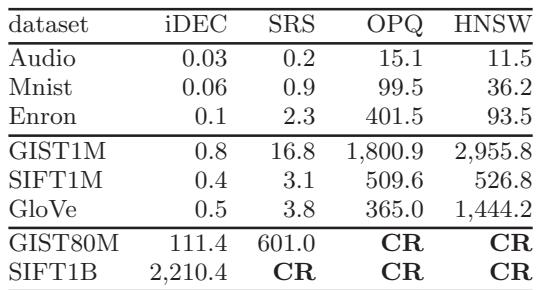 dataset iDEC SRS OPQ HNSW
Audio 0.03 0.2 15.1 11.5
Mnist 0.06 0.9 99.5 36.2
Enron 0.1 2.3 401.5 93.5
GIST1M 0.8 16.8 1,800.9 2,955.8
SIFT1M 0.4 3.1 509.6 526.8
GloVe 0.5 3.8 365.0 1,444.2
GIST80M 111.4 601.0 CR CR
SIFT1B 2,210.4 CR CR CR